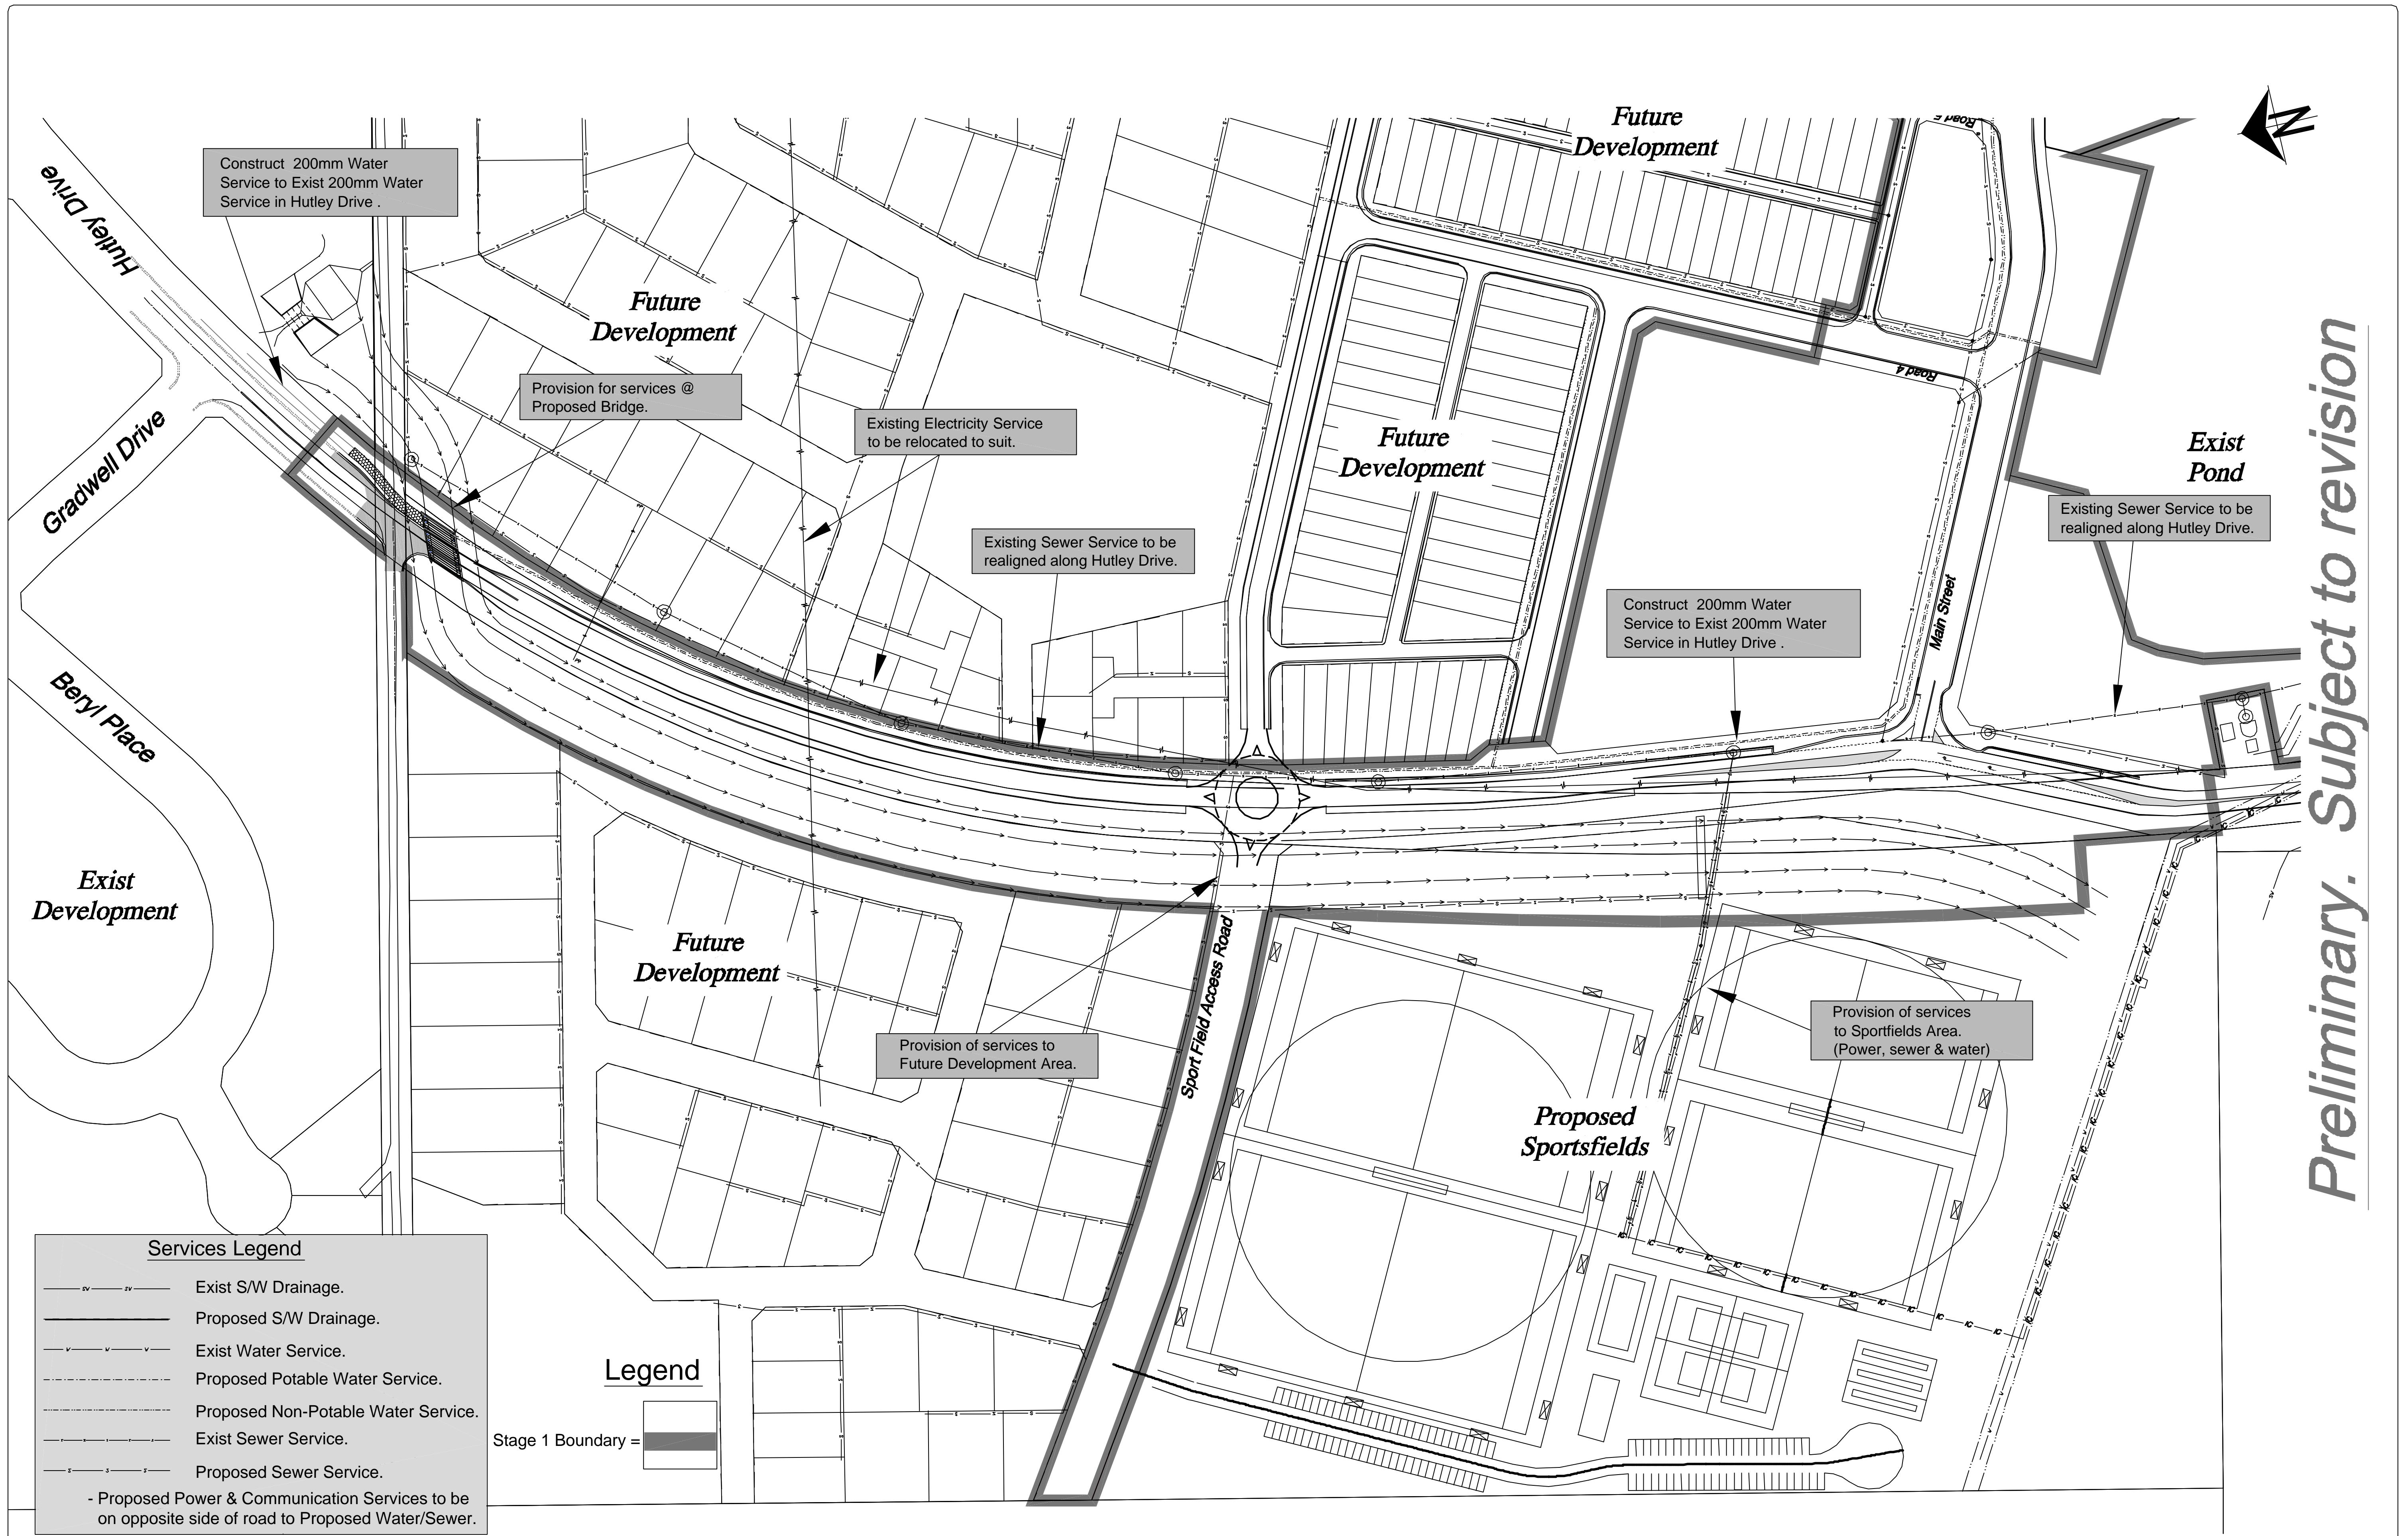 Future
Development
Road 5
N
Construct 200mm Water
Service to Exist 200mm Water
Service in Hutley Drive .
Hutley Drive
Future
Development
Provision for services @
Proposed Bridge.
Existing Electricity Service
to be relocated to suit.
Road 4
Future
Development
Exist
Pond
Gradwell Drive
Existing Sewer Service to be
realigned along Hutley Drive.
Existing Sewer Service to be
realigned along Hutley Drive.
Construct 200mm Water
Service to Exist 200mm Water
Service in Hutley Drive .
Main Street
Beryl Place
Exist
Development
Future
Development
Sport Field Access Road
Provision of services to
Future Development Area.
Provision of services
to Sportfields Area.
(Power, sewer & water)
Proposed
Sportsfields
Preliminary. Subject to revision
Services Legend
Exist S/W Drainage.
Proposed S/W Drainage.
Exist Water Service.
Proposed Potable Water Service.
Proposed Non-Potable Water Service.
Exist Sewer Service.
Proposed Sewer Service.
- Proposed Power & Communication Services to be
on opposite side of road to Proposed Water/Sewer.
Legend
Stage 1 Boundary =